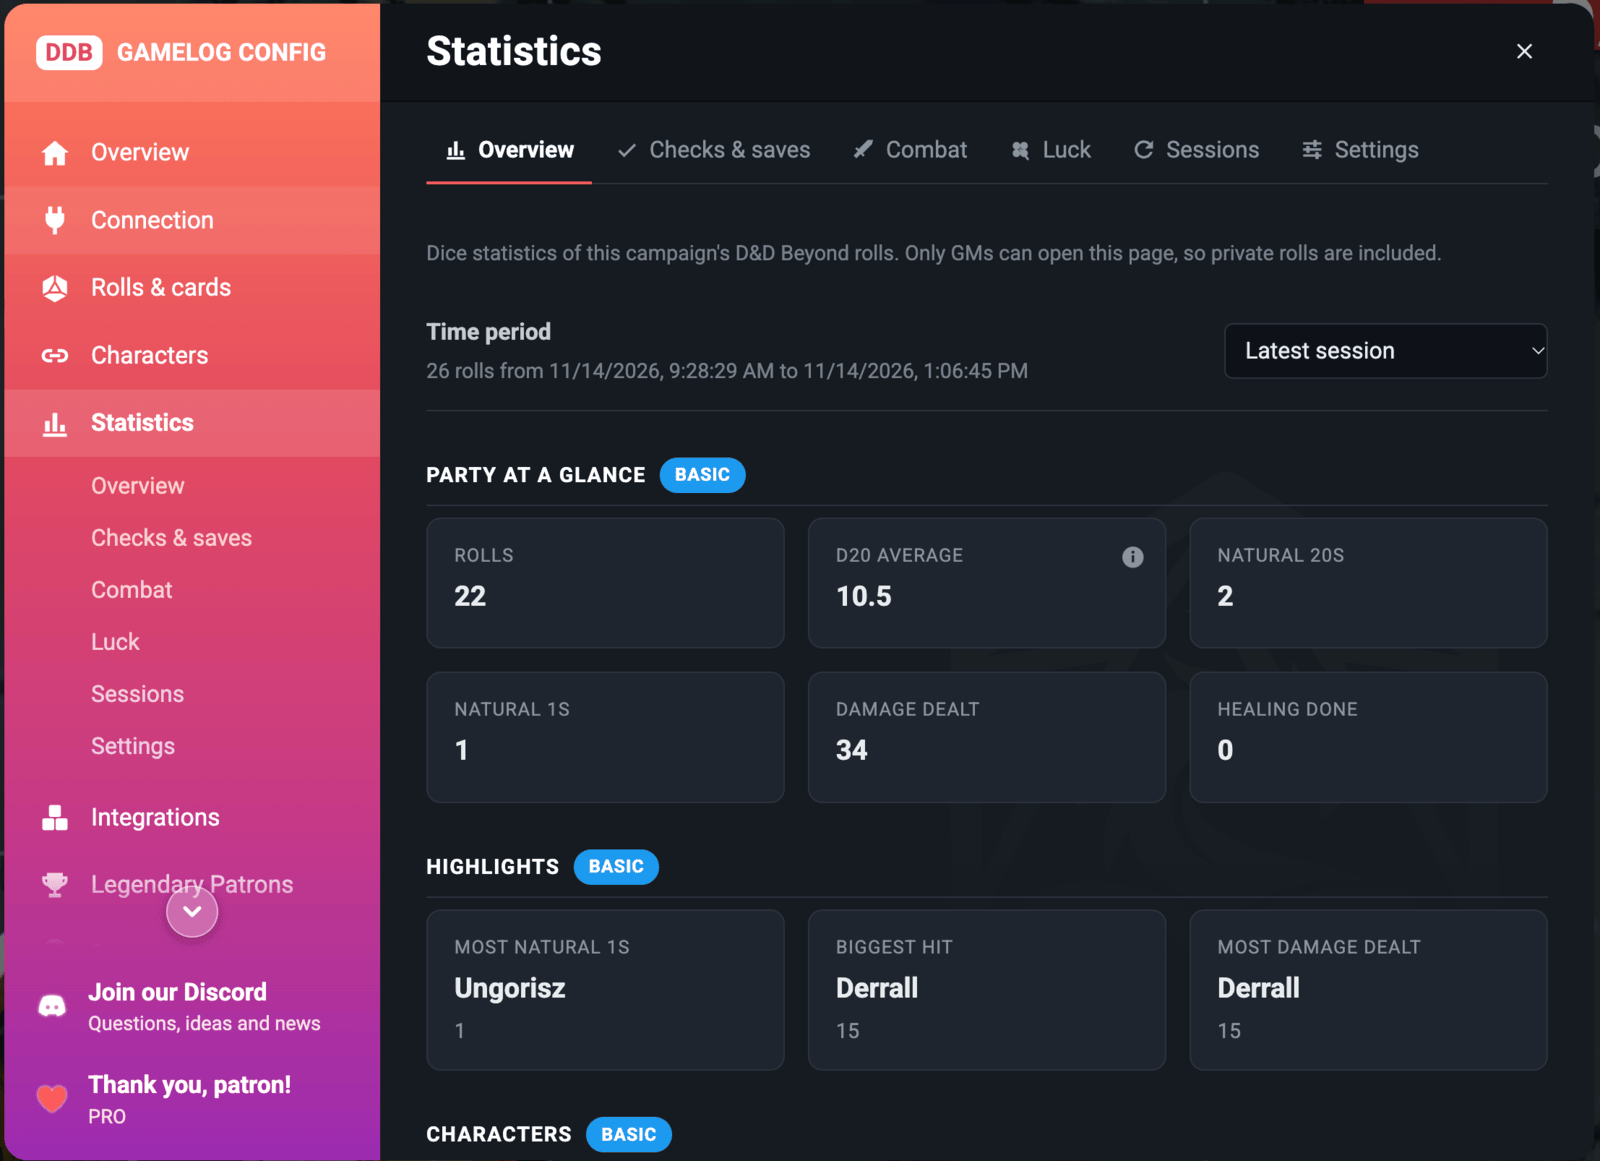 DDB GAMELOG CONFIG
Overview
Connection
Rolls & cards
Characters
Statistics
Overview
Checks & saves
Combat
Luck
Sessions
Settings
Integrations
Legendary Patrons
Join our Discord
Questions, ideas and news
Thank you, patron!
PRO
Statistics
Overview Checks & saves Combat Luck Sessions Settings
Dice statistics of this campaign's D&D Beyond rolls. Only GMs can open this page, so private rolls are included.
Time period
26 rolls from 11/14/2026, 9:28:29 AM to 11/14/2026, 1:06:45 PM
Latest session
PARTY AT A GLANCE BASIC
ROLLS
22
D20 AVERAGE
10.5
NATURAL 20S
2
NATURAL 1S
1
DAMAGE DEALT
34
HEALING DONE
0
HIGHLIGHTS BASIC
MOST NATURAL 1S
Ungorisz
1
BIGGEST HIT
Derrall
15
MOST DAMAGE DEALT
Derrall
15
CHARACTERS BASIC